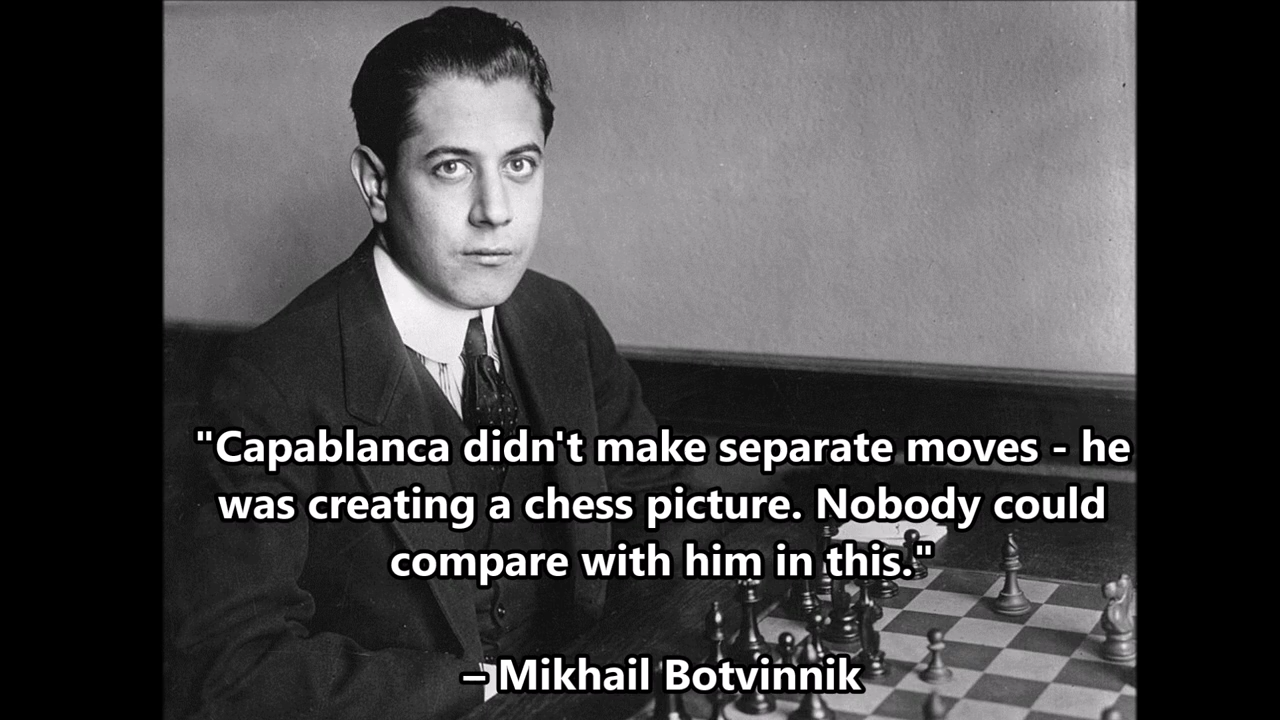 "Capablanca didn't make separate moves - he
was creating a chess picture. Nobody could
compare with him in this."
– Mikhail Botvinnik